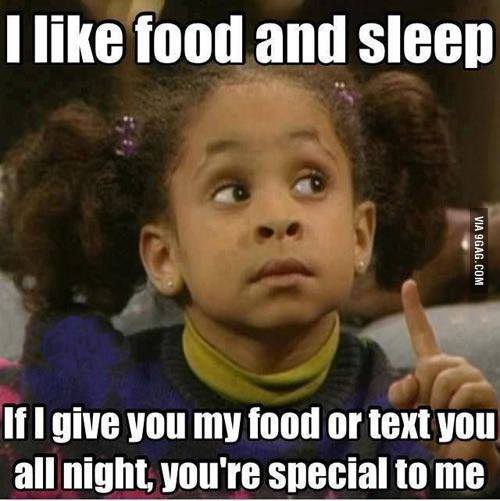 I like food and sleep
VIA 9GAG.COM
If I give you my food or text you
all night, you're special to me